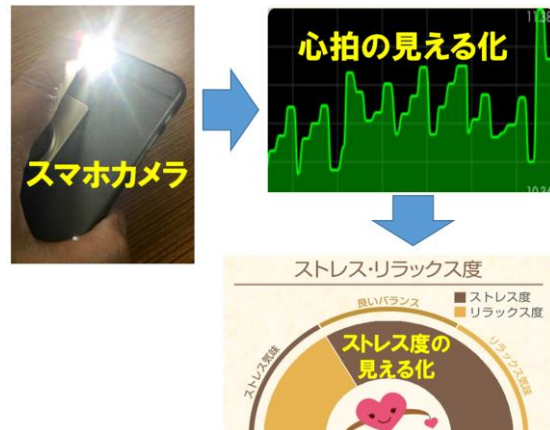 スマホカメラ
心拍の見える化
ストレス・リラックス度
ストレス度
リラックス度
良いバランス
ストレス気味
リラックス気味
ストレス度の
見える化